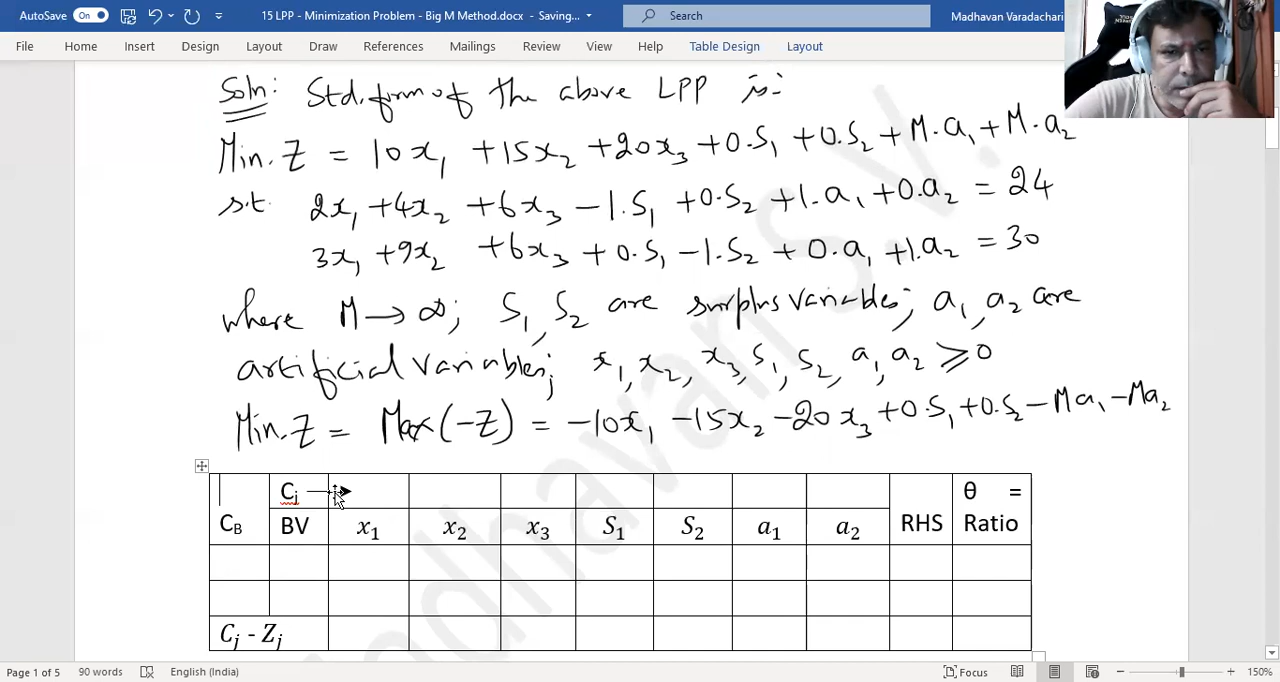 AutoSave On 15 LPP - Minimization Problem - Big M Method.docx - Saving... Search Madhavan Varadachari
File Home Insert Design Layout Draw References Mailings Review View Help Table Design Layout
Soln: Std. form of the above LPP is:-
Min. Z = 10x₁ +15x₂ +20x₃ +0.S₁ +0.S₂ +M.a₁ +M.a₂
s.t. 2x₁ +4x₂ +6x₃ -1.S₁ +0.S₂ +1.a₁ +0.a₂ = 24
3x₁ +9x₂ +6x₃ +0.S₁ -1.S₂ +0.a₁ +1.a₂ = 30
where M → ∞; S₁, S₂ are surplus variables; a₁, a₂ are
artificial variables; x₁, x₂, x₃, S₁, S₂, a₁, a₂ ≥ 0
Min. Z = Max(-Z) = -10x₁ -15x₂ -20x₃ +0.S₁ +0.S₂ -Ma₁ -Ma₂
Cj → θ =
CB BV x₁ x₂ x₃ S₁ S₂ a₁ a₂ RHS Ratio
Cj - Zj
adhavan S.V.
Page 1 of 5 90 words English (India) Focus 150%